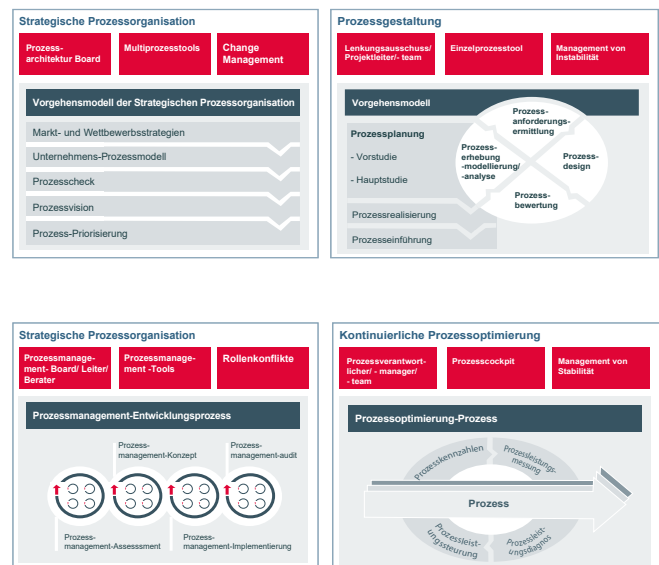 Strategische Prozessorganisation
Prozess-
architektur Board
Multiprozesstools
Change
Management
Vorgehensmodell der Strategischen Prozessorganisation
Markt- und Wettbewerbsstrategien
Unternehmens-Prozessmodell
Prozesscheck
Prozessvision
Prozess-Priorisierung
Prozessgestaltung
Lenkungsausschuss/
Projektleiter/- team
Einzelprozesstool
Management von
Instabilität
Vorgehensmodell
Prozessplanung
- Vorstudie
- Hauptstudie
Prozess-
anforderungs-
ermittlung
Prozess-
erhebung
-modellierung/
-analyse
Prozess-
design
Prozess-
bewertung
Prozessrealisierung
Prozesseinführung
Strategische Prozessorganisation
Prozessmanage-
ment- Board/ Leiter/
Berater
Prozessmanage-
ment -Tools
Rollenkonflikte
Prozessmanagement-Entwicklungsprozess
Prozess-
management-Konzept
Prozess-
management-audit
Prozess-
management-Assesssment
Prozess-
management-Implementierung
Kontinuierliche Prozessoptimierung
Prozessverantwort-
licher/ - manager/
- team
Prozesscockpit
Management von
Stabilität
Prozessoptimierung-Prozess
Prozesskennzahlen
Prozessleistungs-
messung
Prozess
Prozessleist-
ungssteurung
Prozessleist-
ungsdiagnos